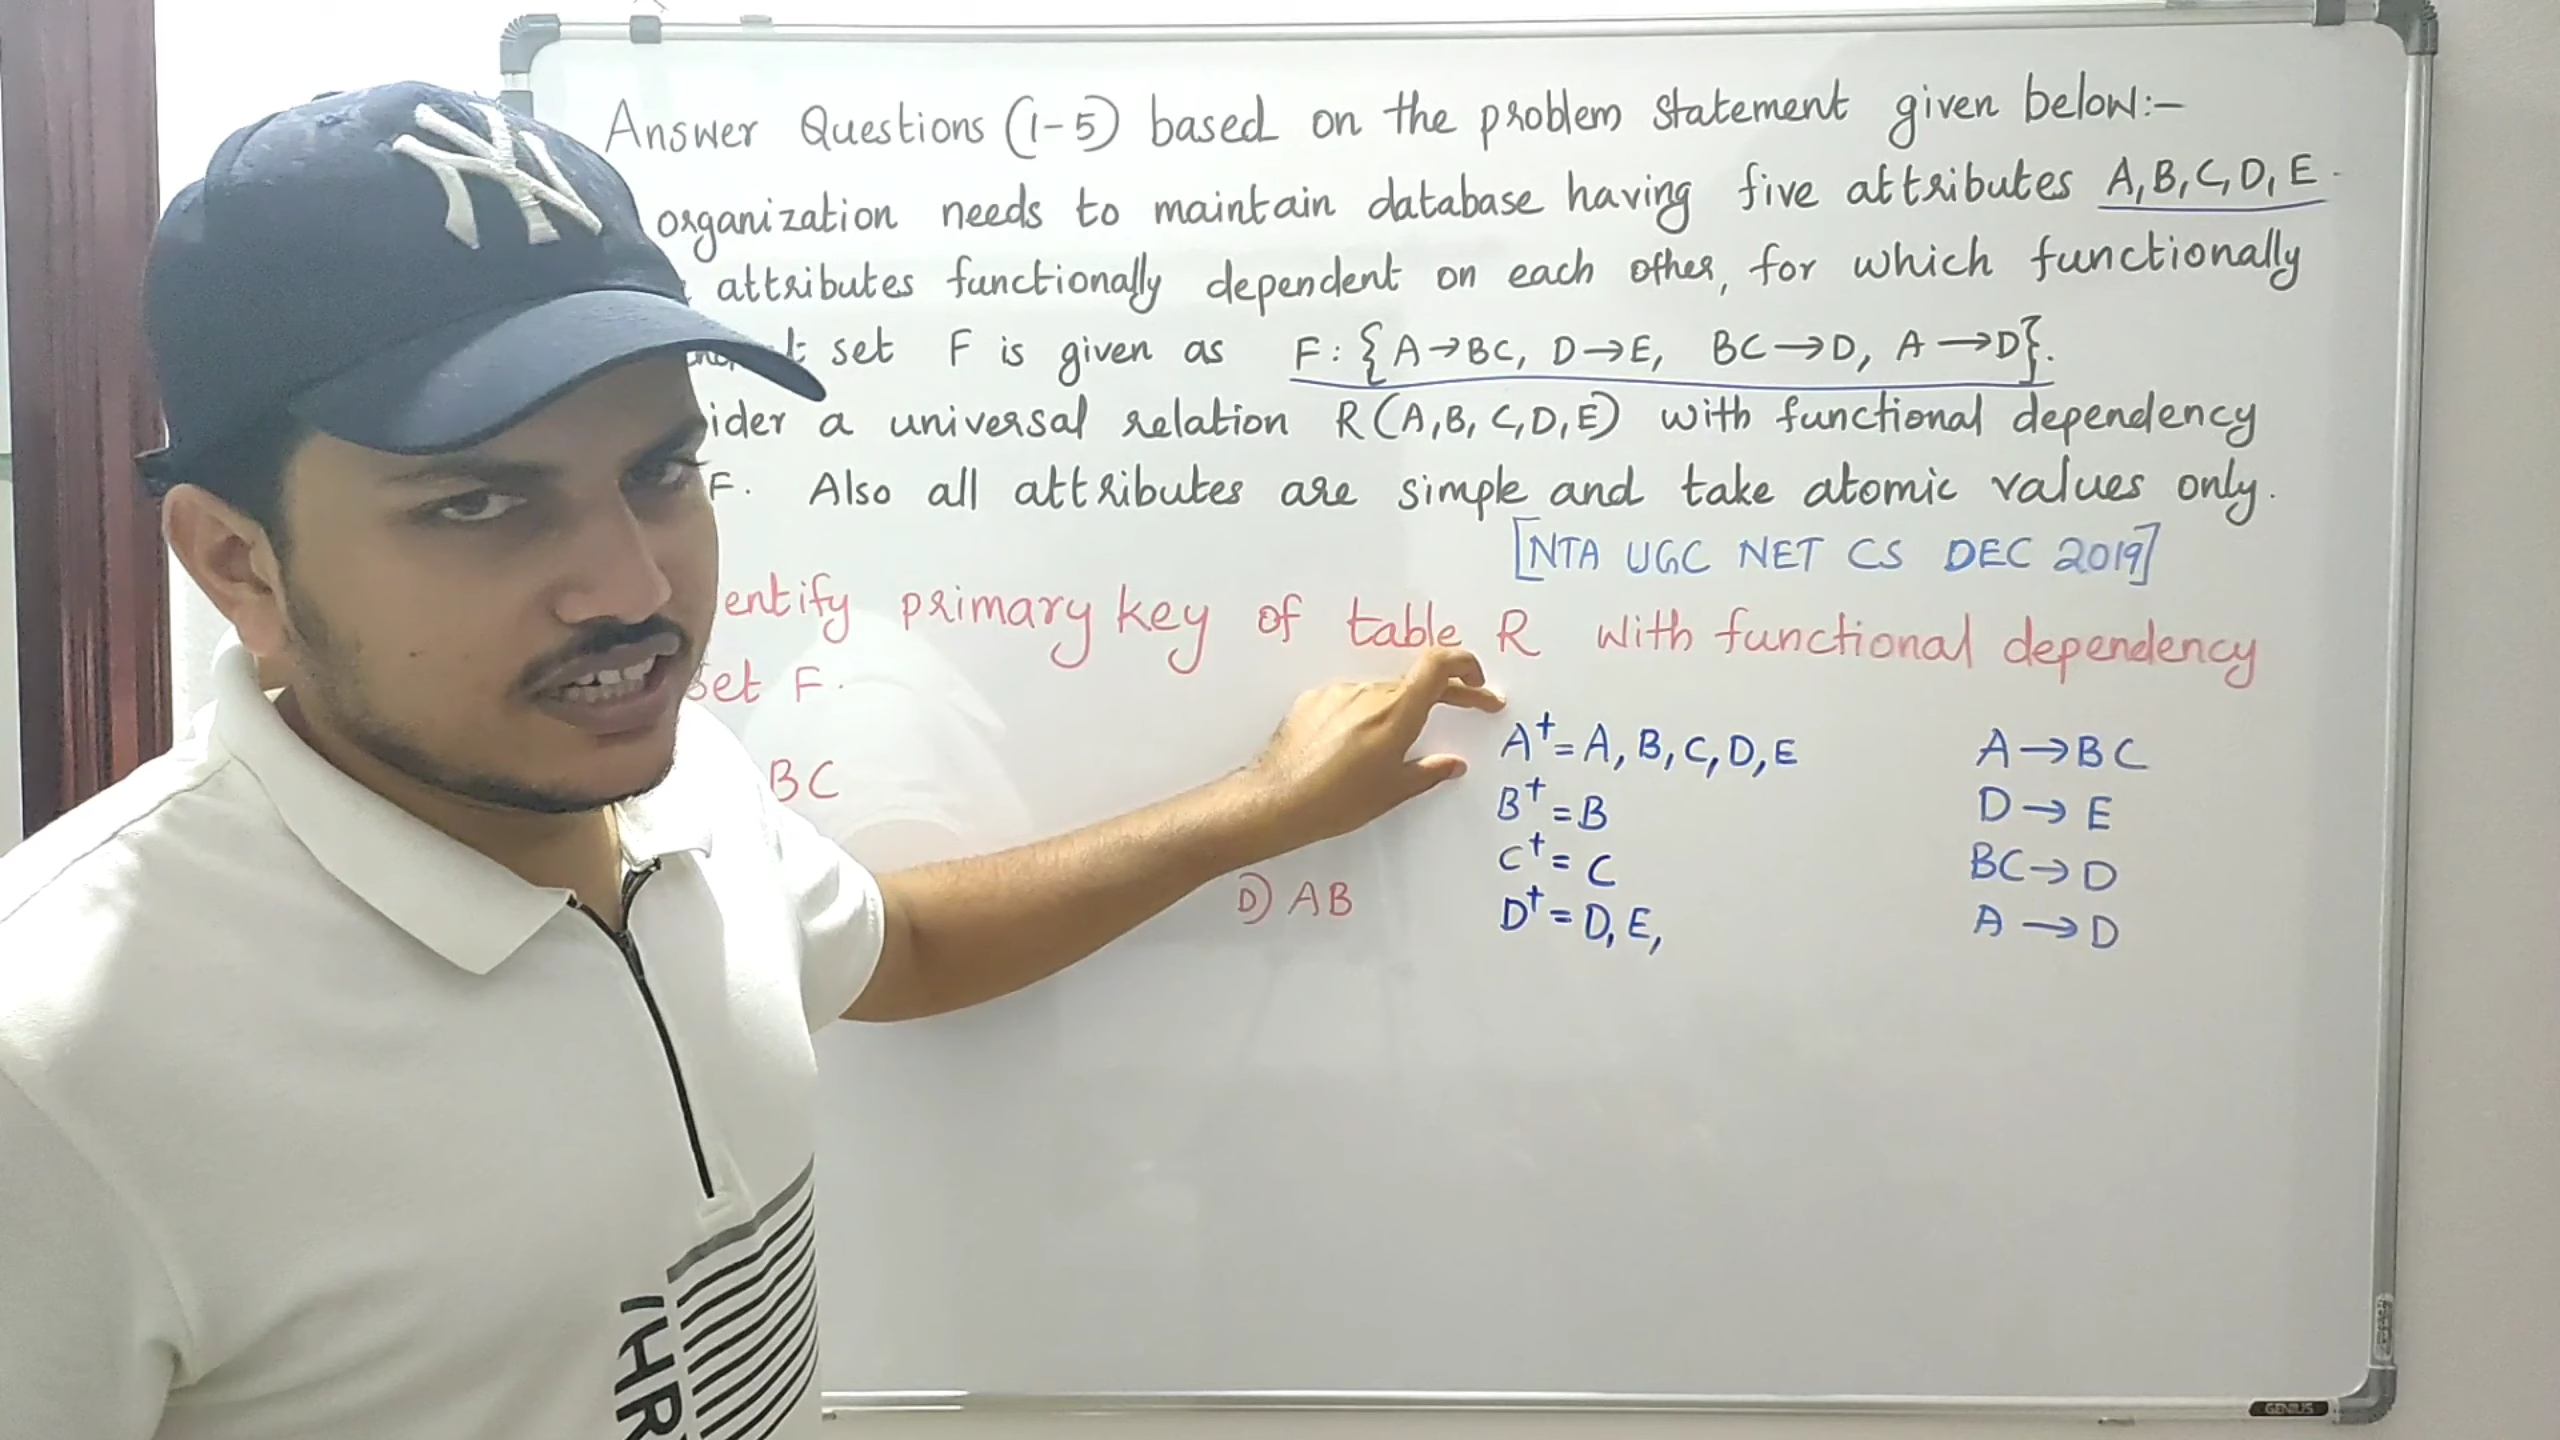 Answer Questions (1-5) based on the problem statement given below:-
organization needs to maintain database having five attributes A,B,C,D,E.
attributes functionally dependent on each other, for which functionally
set F is given as F:{A→BC, D→E, BC→D, A→D}.
ider a universal relation R(A,B,C,D,E) with functional dependency
F. Also all attributes are simple and take atomic values only.
[NTA UGC NET CS DEC 2019]
entify primary key of table R with functional dependency
set F.
BC
D) AB
A⁺=A,B,C,D,E
B⁺=B
C⁺=C
D⁺=D,E,
A→BC
D→E
BC→D
A→D
NY
GENIUS